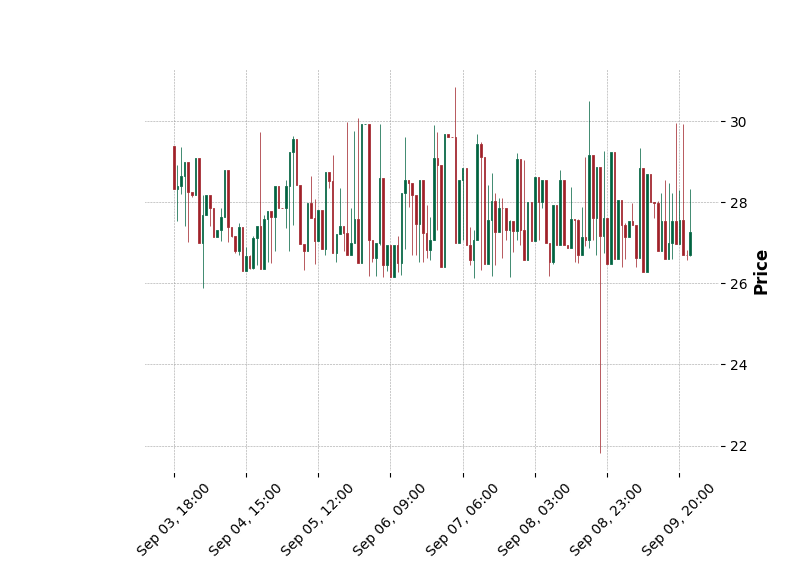 30
28
26
24
22
Price
Sep 03, 18:00
Sep 04, 15:00
Sep 05, 12:00
Sep 06, 09:00
Sep 07, 06:00
Sep 08, 03:00
Sep 08, 23:00
Sep 09, 20:00